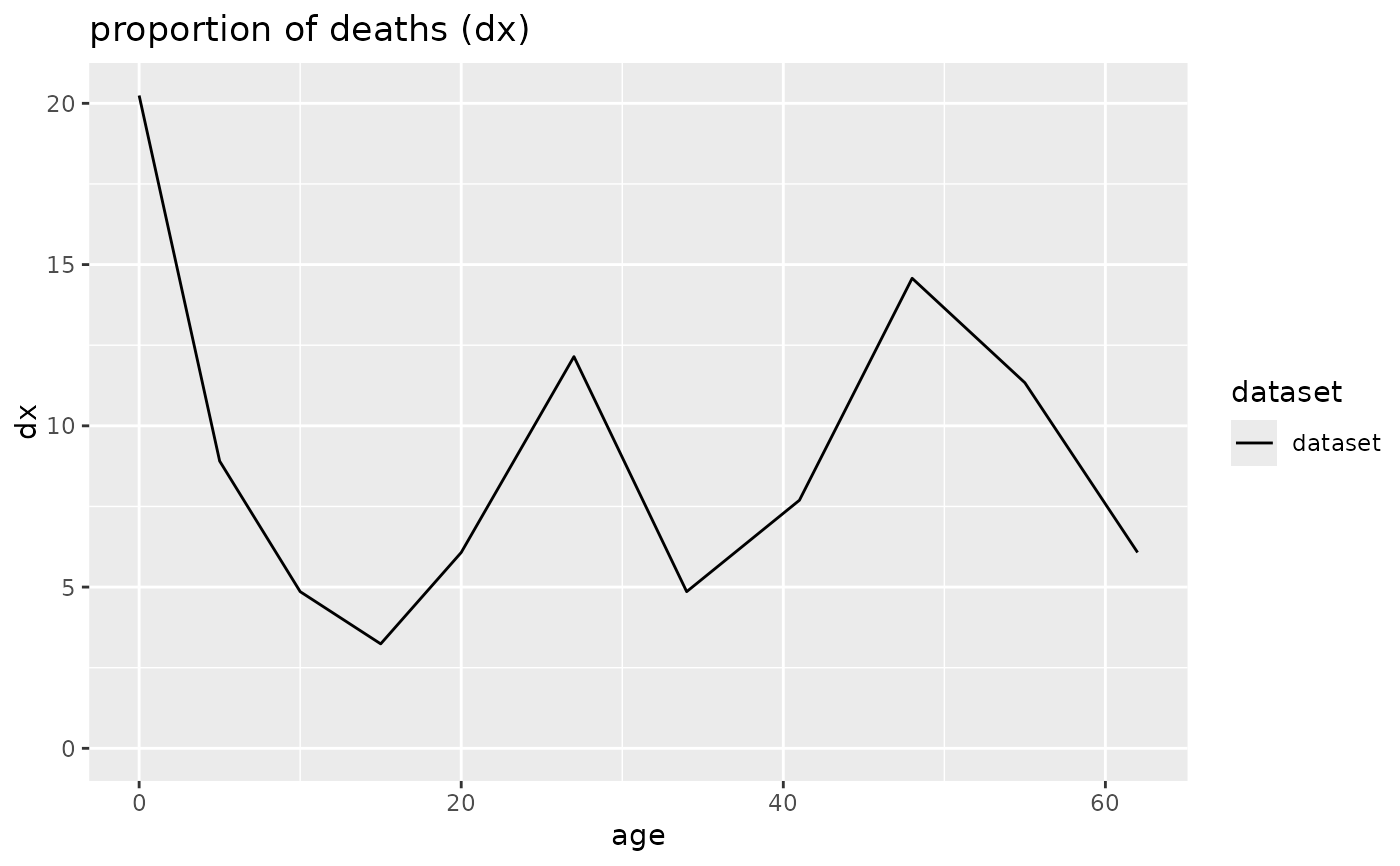 proportion of deaths (dx)
20
15
10
5
0
dx
0 20 40 60
age
dataset
dataset